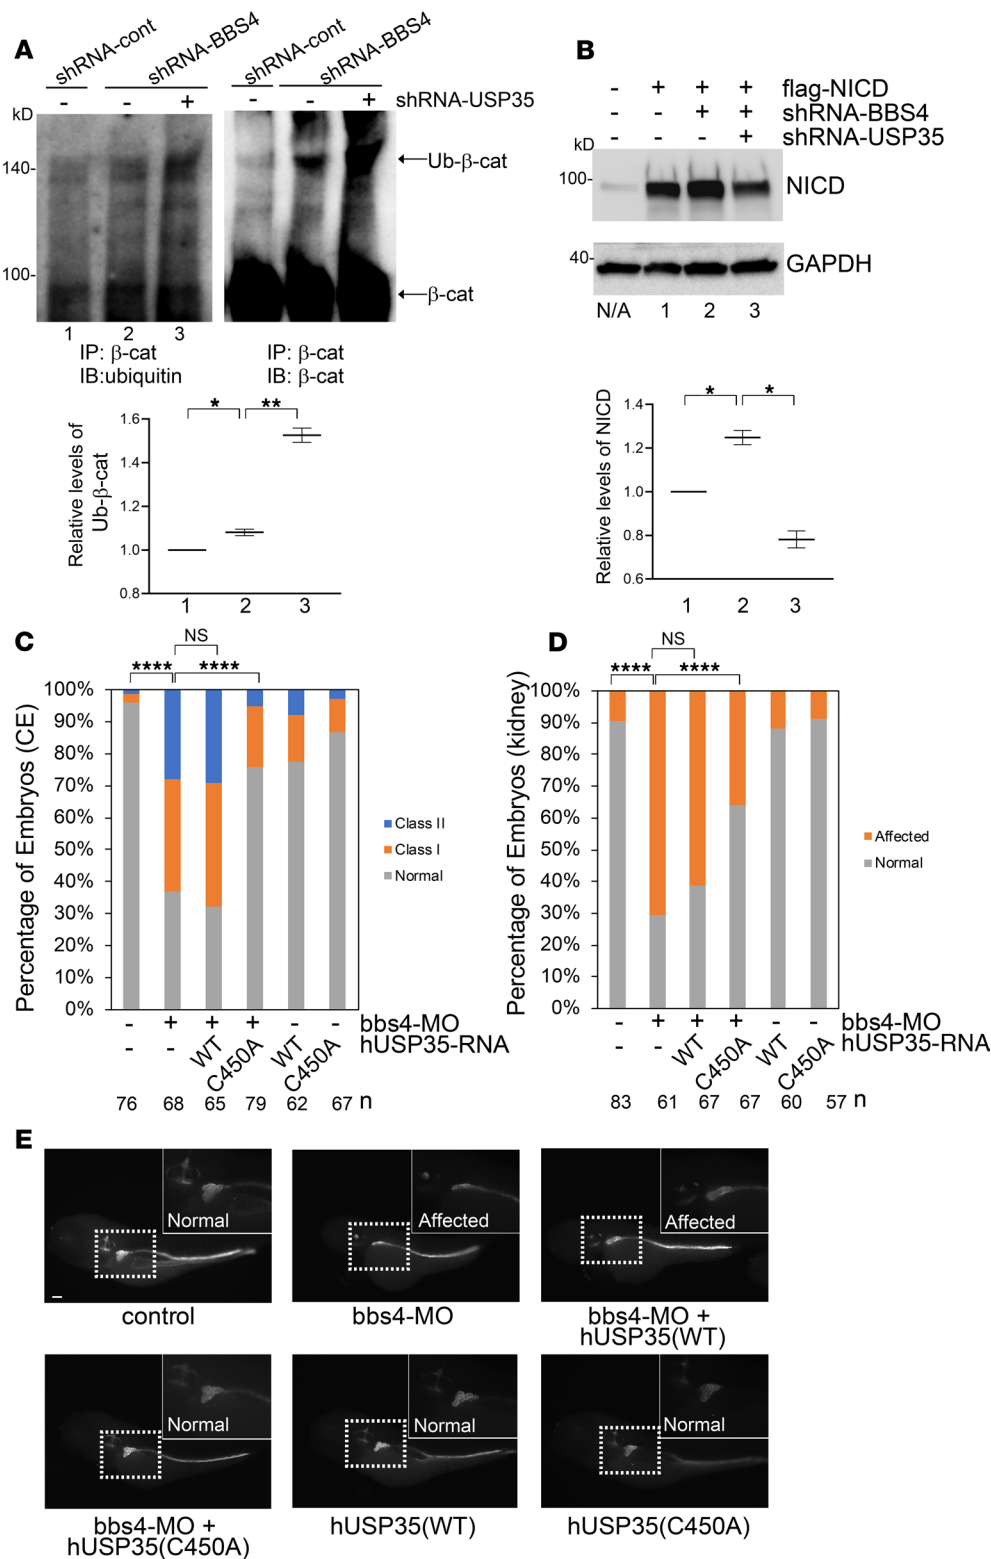 A
shRNA-cont
shRNA-BBS4
shRNA-cont
shRNA-BBS4
- - + - - + shRNA-USP35
kD
140-
100-
Ub-β-cat
β-cat
1 2 3
IP: β-cat
IB:ubiquitin
IP: β-cat
IB: β-cat
* **
Relative levels of
Ub-β-cat
1.6
1.4
1.2
1.0
0.8
1 2 3
B
- + + + flag-NICD
- - + + shRNA-BBS4
- - - + shRNA-USP35
kD
100-
NICD
40-
GAPDH
N/A 1 2 3
* *
Relative levels of NICD
1.4
1.2
1.0
0.8
0.6
1 2 3
C
NS
**** ****
Percentage of Embryos (CE)
100%
90%
80%
70%
60%
50%
40%
30%
20%
10%
0%
Class II
Class I
Normal
- + + + - - bbs4-MO
- - WT C450A WT C450A hUSP35-RNA
76 68 65 79 62 67 n
D
NS
**** ****
Percentage of Embryos (kidney)
100%
90%
80%
70%
60%
50%
40%
30%
20%
10%
0%
Affected
Normal
- + + + - - bbs4-MO
- - WT C450A WT C450A hUSP35-RNA
83 61 67 67 60 57 n
E
Normal
control
Affected
bbs4-MO
Affected
bbs4-MO +
hUSP35(WT)
Normal
bbs4-MO +
hUSP35(C450A)
Normal
hUSP35(WT)
Normal
hUSP35(C450A)